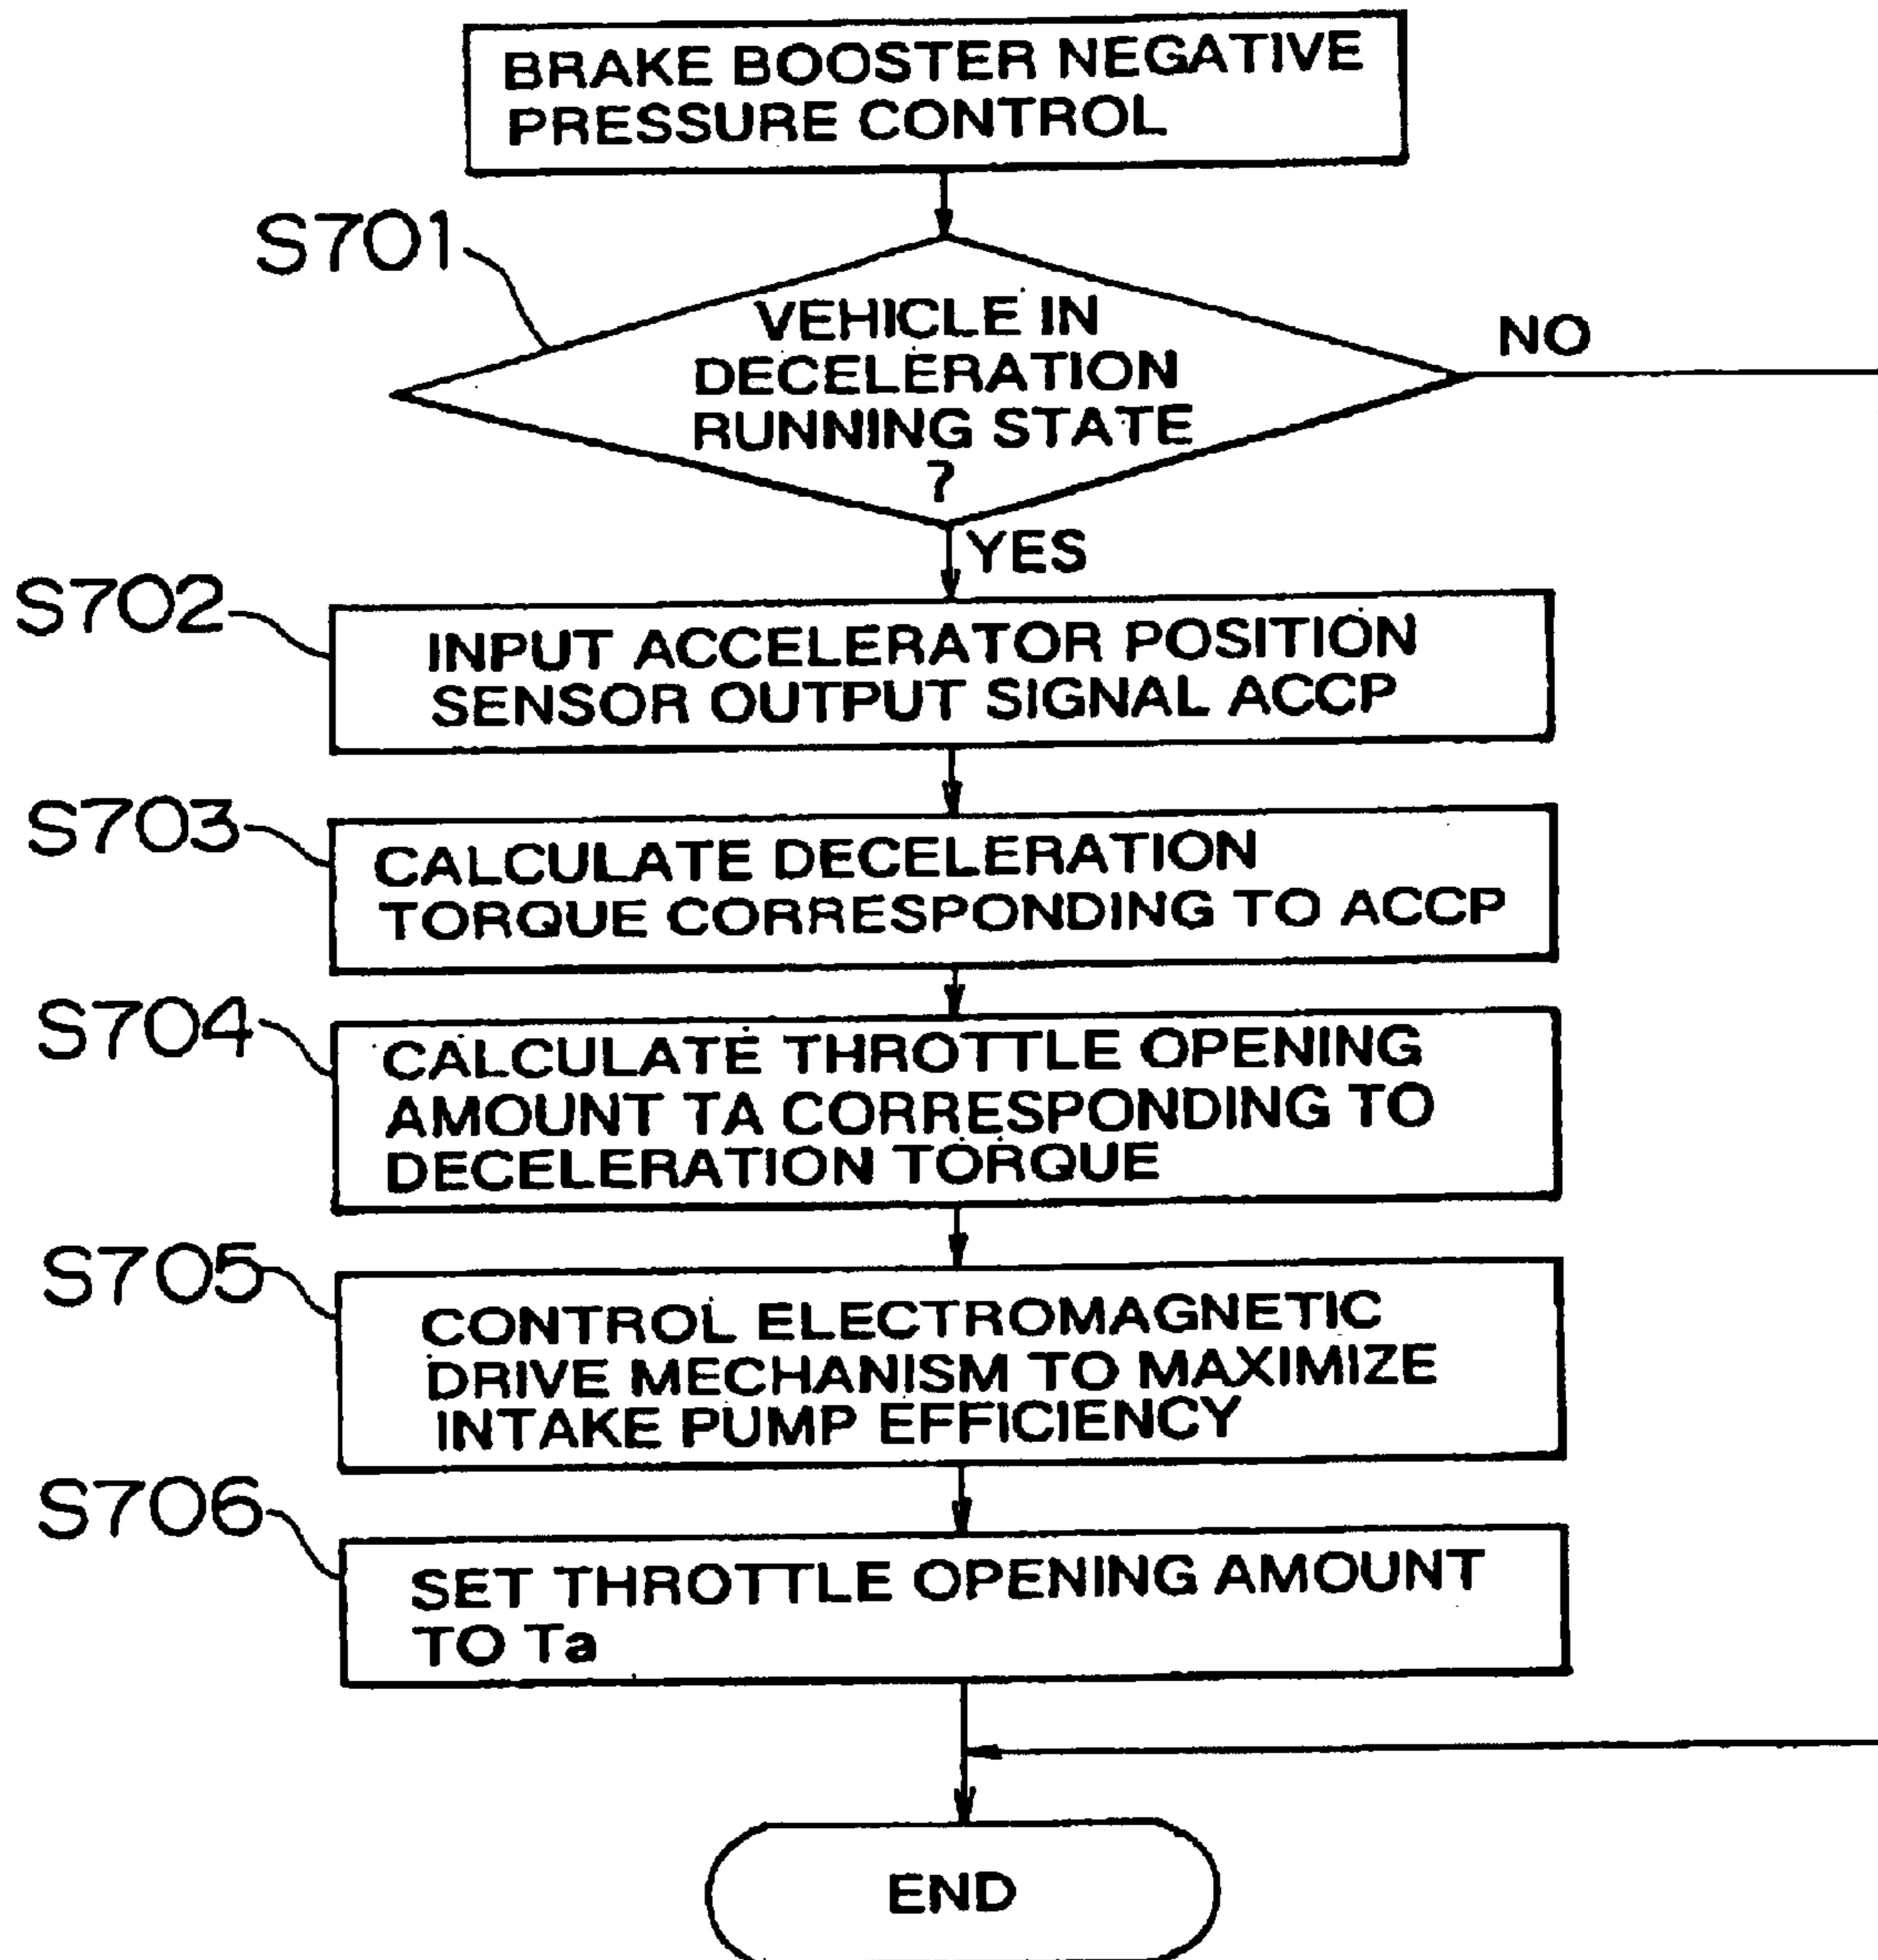 BRAKE BOOSTER NEGATIVE
PRESSURE CONTROL
S701
VEHICLE IN
DECELERATION
RUNNING STATE
?
NO
YES
S702
INPUT ACCELERATOR POSITION
SENSOR OUTPUT SIGNAL ACCP
S703
CALCULATE DECELERATION
TORQUE CORRESPONDING TO ACCP
S704
CALCULATE THROTTLE OPENING
AMOUNT TA CORRESPONDING TO
DECELERATION TORQUE
S705
CONTROL ELECTROMAGNETIC
DRIVE MECHANISM TO MAXIMIZE
INTAKE PUMP EFFICIENCY
S706
SET THROTTLE OPENING AMOUNT
TO Ta
END